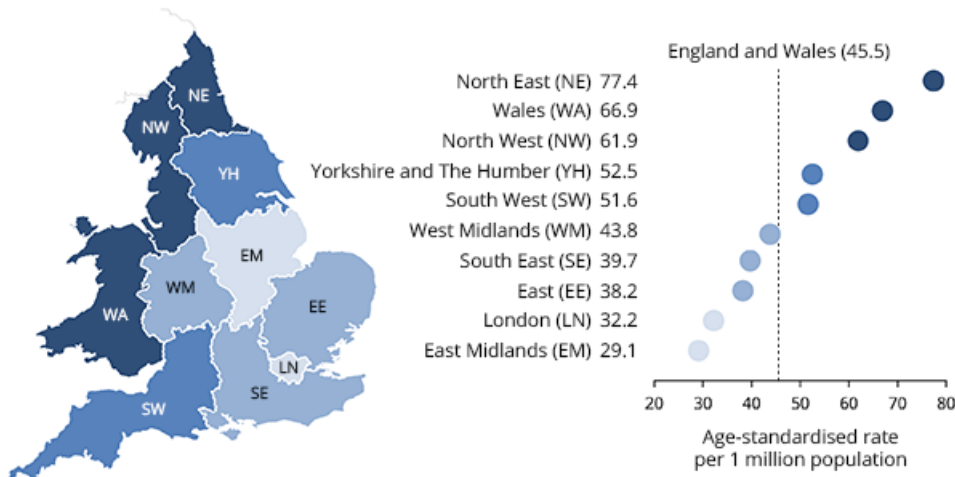 England and Wales (45.5)
North East (NE) 77.4
Wales (WA) 66.9
North West (NW) 61.9
Yorkshire and The Humber (YH) 52.5
South West (SW) 51.6
West Midlands (WM) 43.8
South East (SE) 39.7
East (EE) 38.2
London (LN) 32.2
East Midlands (EM) 29.1
20 30 40 50 60 70 80
Age-standardised rate
per 1 million population
NE
NW
YH
EM
WM
EE
WA
LN
SE
SW